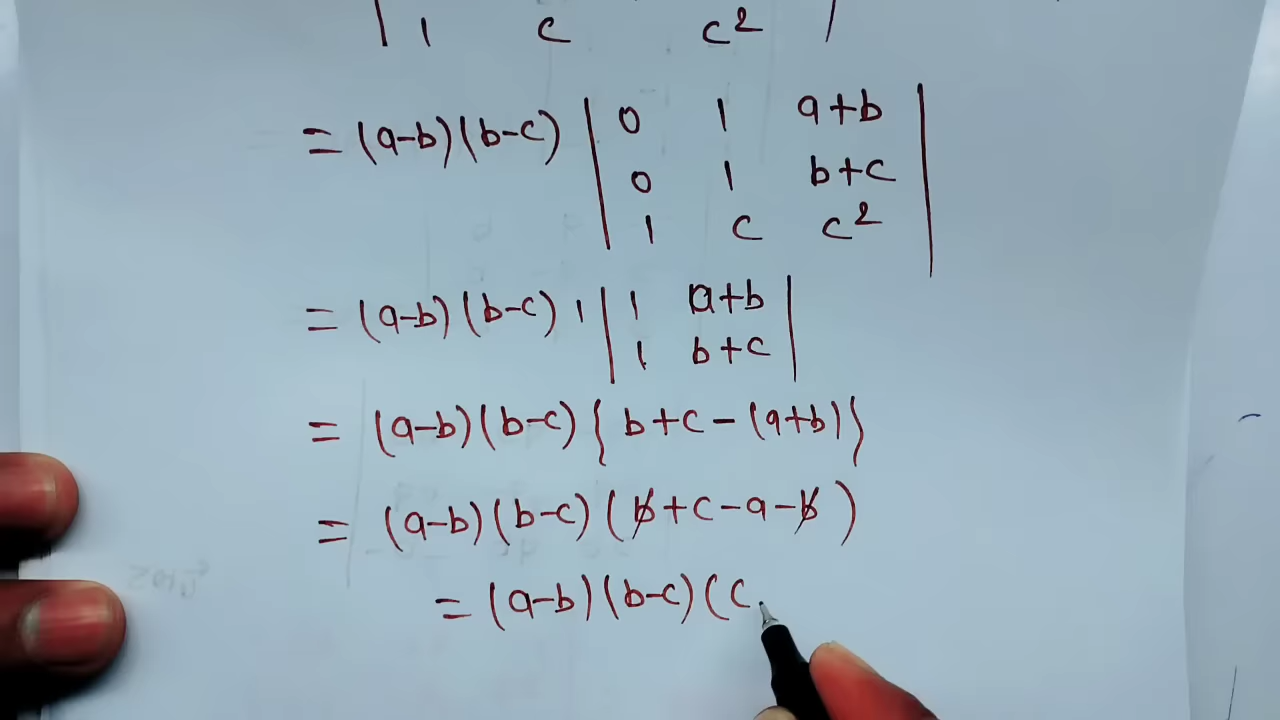 | 1 c c² |
= (a-b)(b-c) | 0 1 a+b |
| 0 1 b+c |
| 1 c c² |
= (a-b)(b-c) 1 | 1 a+b |
| 1 b+c |
= (a-b)(b-c) { b+c-(a+b) }
= (a-b)(b-c) ( b+c-a-b )
= (a-b)(b-c) (c